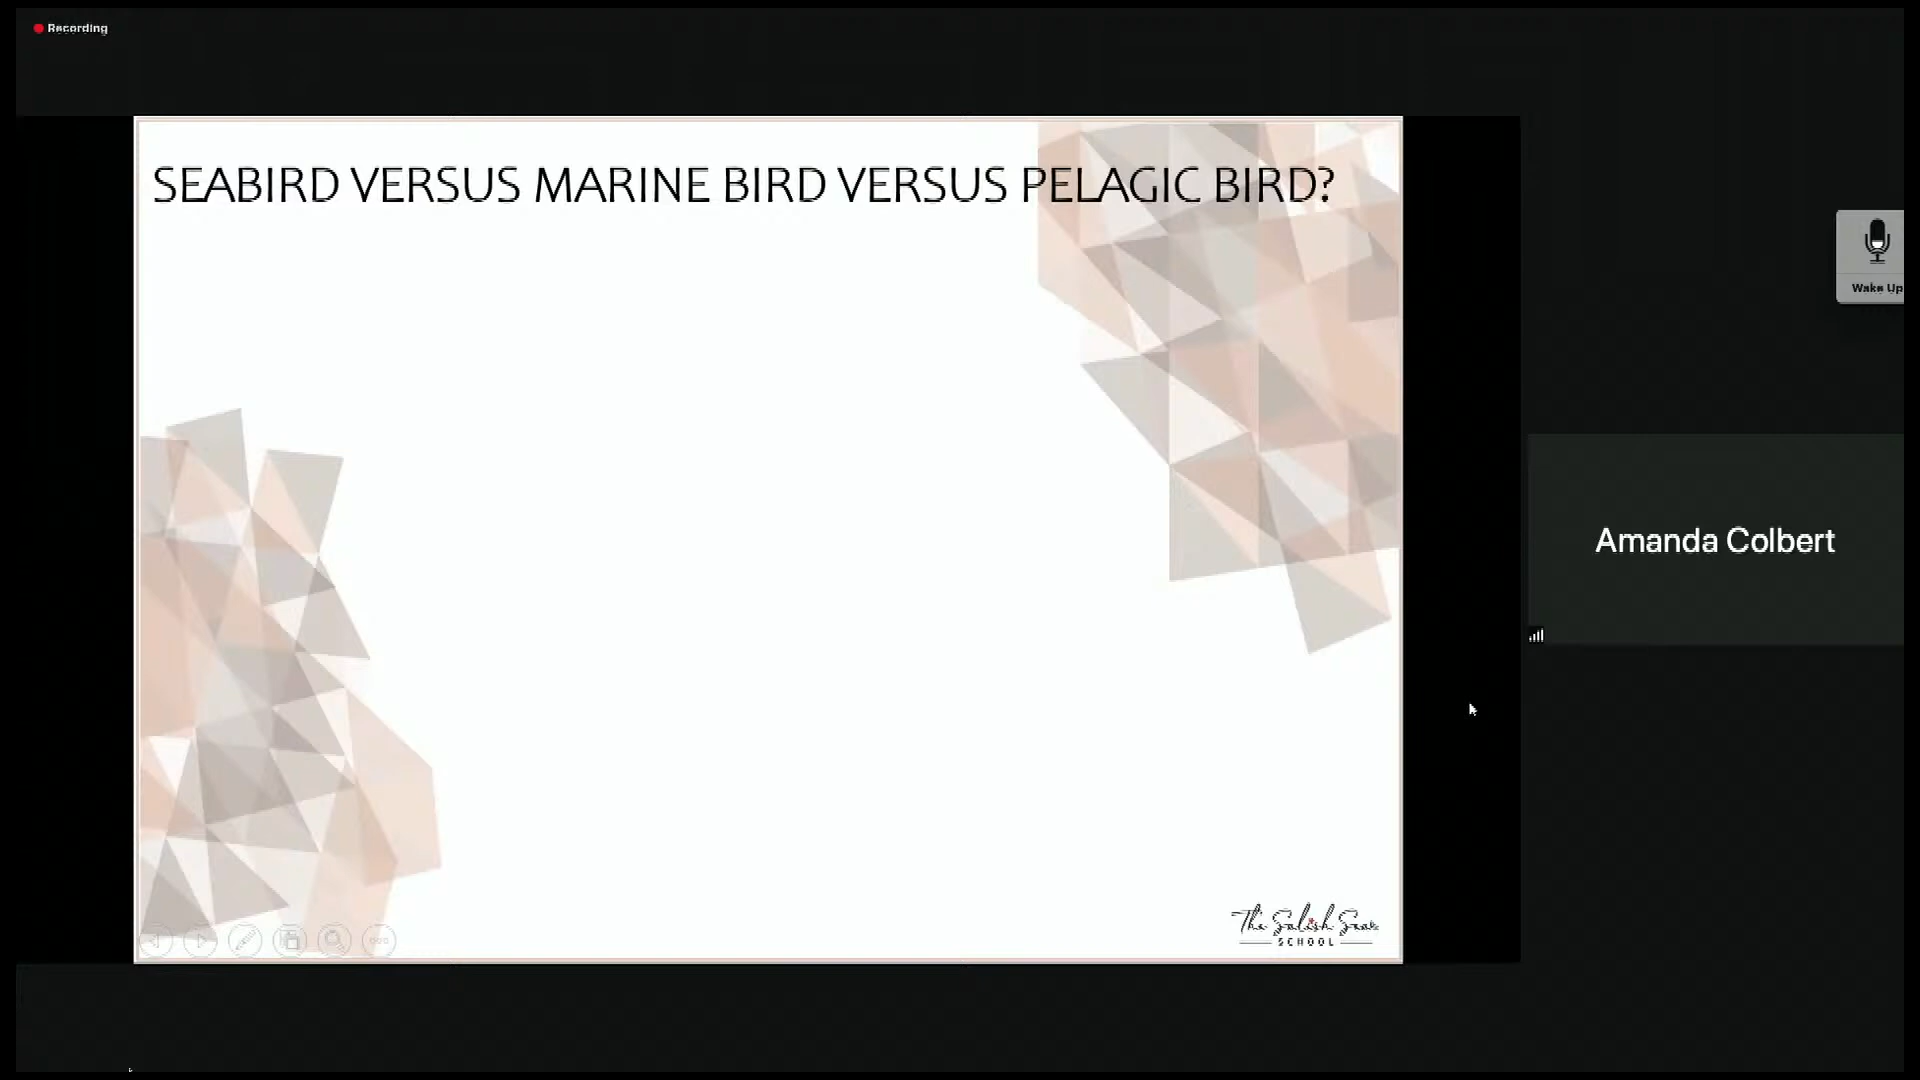 Recording
SEABIRD VERSUS MARINE BIRD VERSUS PELAGIC BIRD?
Wake Up
Amanda Colbert
The Salish Sea
SCHOOL